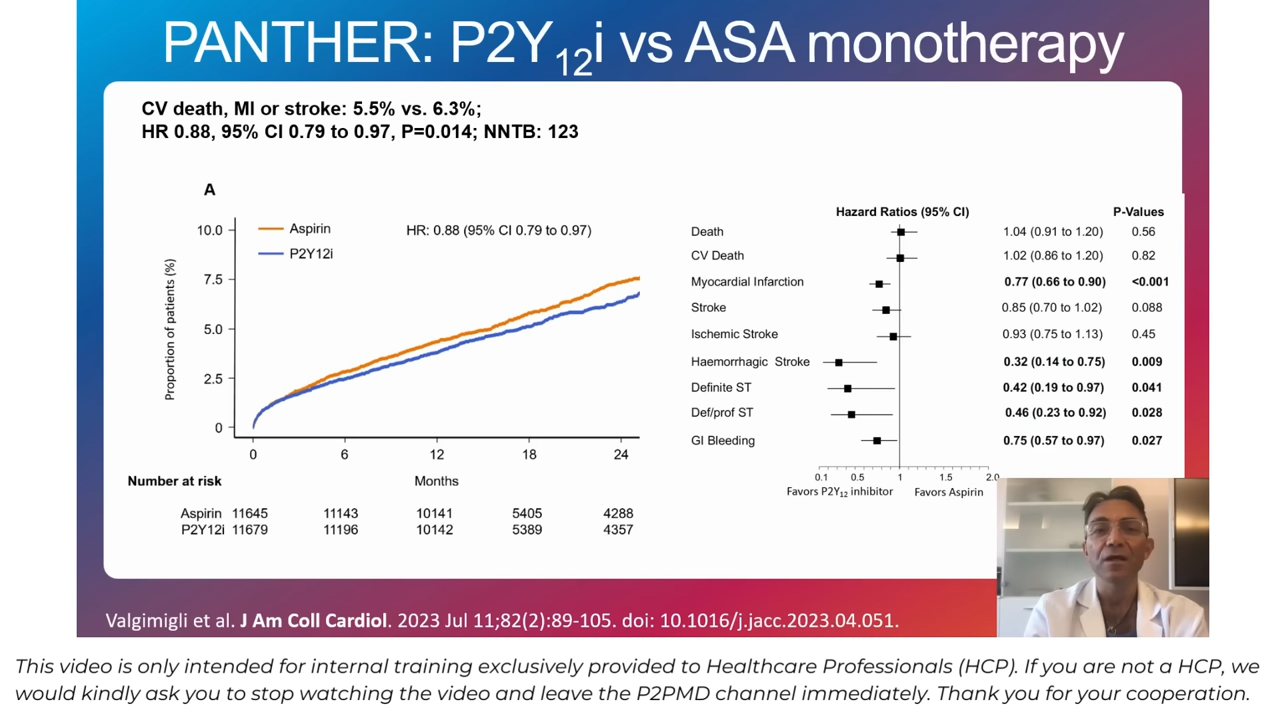 PANTHER: P2Y12i vs ASA monotherapy
CV death, MI or stroke: 5.5% vs. 6.3%;
HR 0.88, 95% CI 0.79 to 0.97, P=0.014; NNTB: 123
A
Proportion of patients (%)
10.0
7.5
5.0
2.5
0
Aspirin
P2Y12i
HR: 0.88 (95% CI 0.79 to 0.97)
0 6 12 18 24
Number at risk Months
Aspirin 11645 11143 10141 5405 4288
P2Y12i 11679 11196 10142 5389 4357
Hazard Ratios (95% CI) P-Values
Death 1.04 (0.91 to 1.20) 0.56
CV Death 1.02 (0.86 to 1.20) 0.82
Myocardial Infarction 0.77 (0.66 to 0.90) <0.001
Stroke 0.85 (0.70 to 1.02) 0.088
Ischemic Stroke 0.93 (0.75 to 1.13) 0.45
Haemorrhagic Stroke 0.32 (0.14 to 0.75) 0.009
Definite ST 0.42 (0.19 to 0.97) 0.041
Def/prof ST 0.46 (0.23 to 0.92) 0.028
GI Bleeding 0.75 (0.57 to 0.97) 0.027
0.1 0.5 1 1.5 2.0
Favors P2Y12 inhibitor Favors Aspirin
Valgimigli et al. J Am Coll Cardiol. 2023 Jul 11;82(2):89-105. doi: 10.1016/j.jacc.2023.04.051.
This video is only intended for internal training exclusively provided to Healthcare Professionals (HCP). If you are not a HCP, we
would kindly ask you to stop watching the video and leave the P2PMD channel immediately. Thank you for your cooperation.